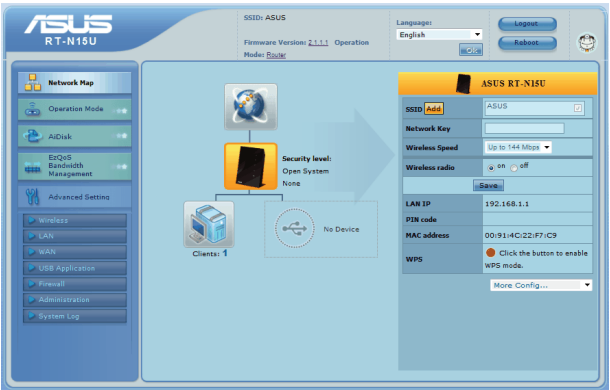 ASUS
RT-N15U
SSID: ASUS
Firmware Version: 2.1.1.1 Operation
Mode: Router
Language:
English
OK
Logout
Reboot
Network Map
Operation Mode
AiDisk
EzQoS
Bandwidth
Management
Advanced Setting
Wireless
LAN
WAN
USB Application
Firewall
Administration
System Log
Security level:
Open System
None
Clients: 1
No Device
ASUS RT-N15U
SSID Add ASUS
Network Key
Wireless Speed Up to 144 Mbps
Wireless radio on off
Save
LAN IP 192.168.1.1
PIN code
MAC address 00:91:4C:22:F7:C9
WPS Click the button to enable
WPS mode.
More Config...